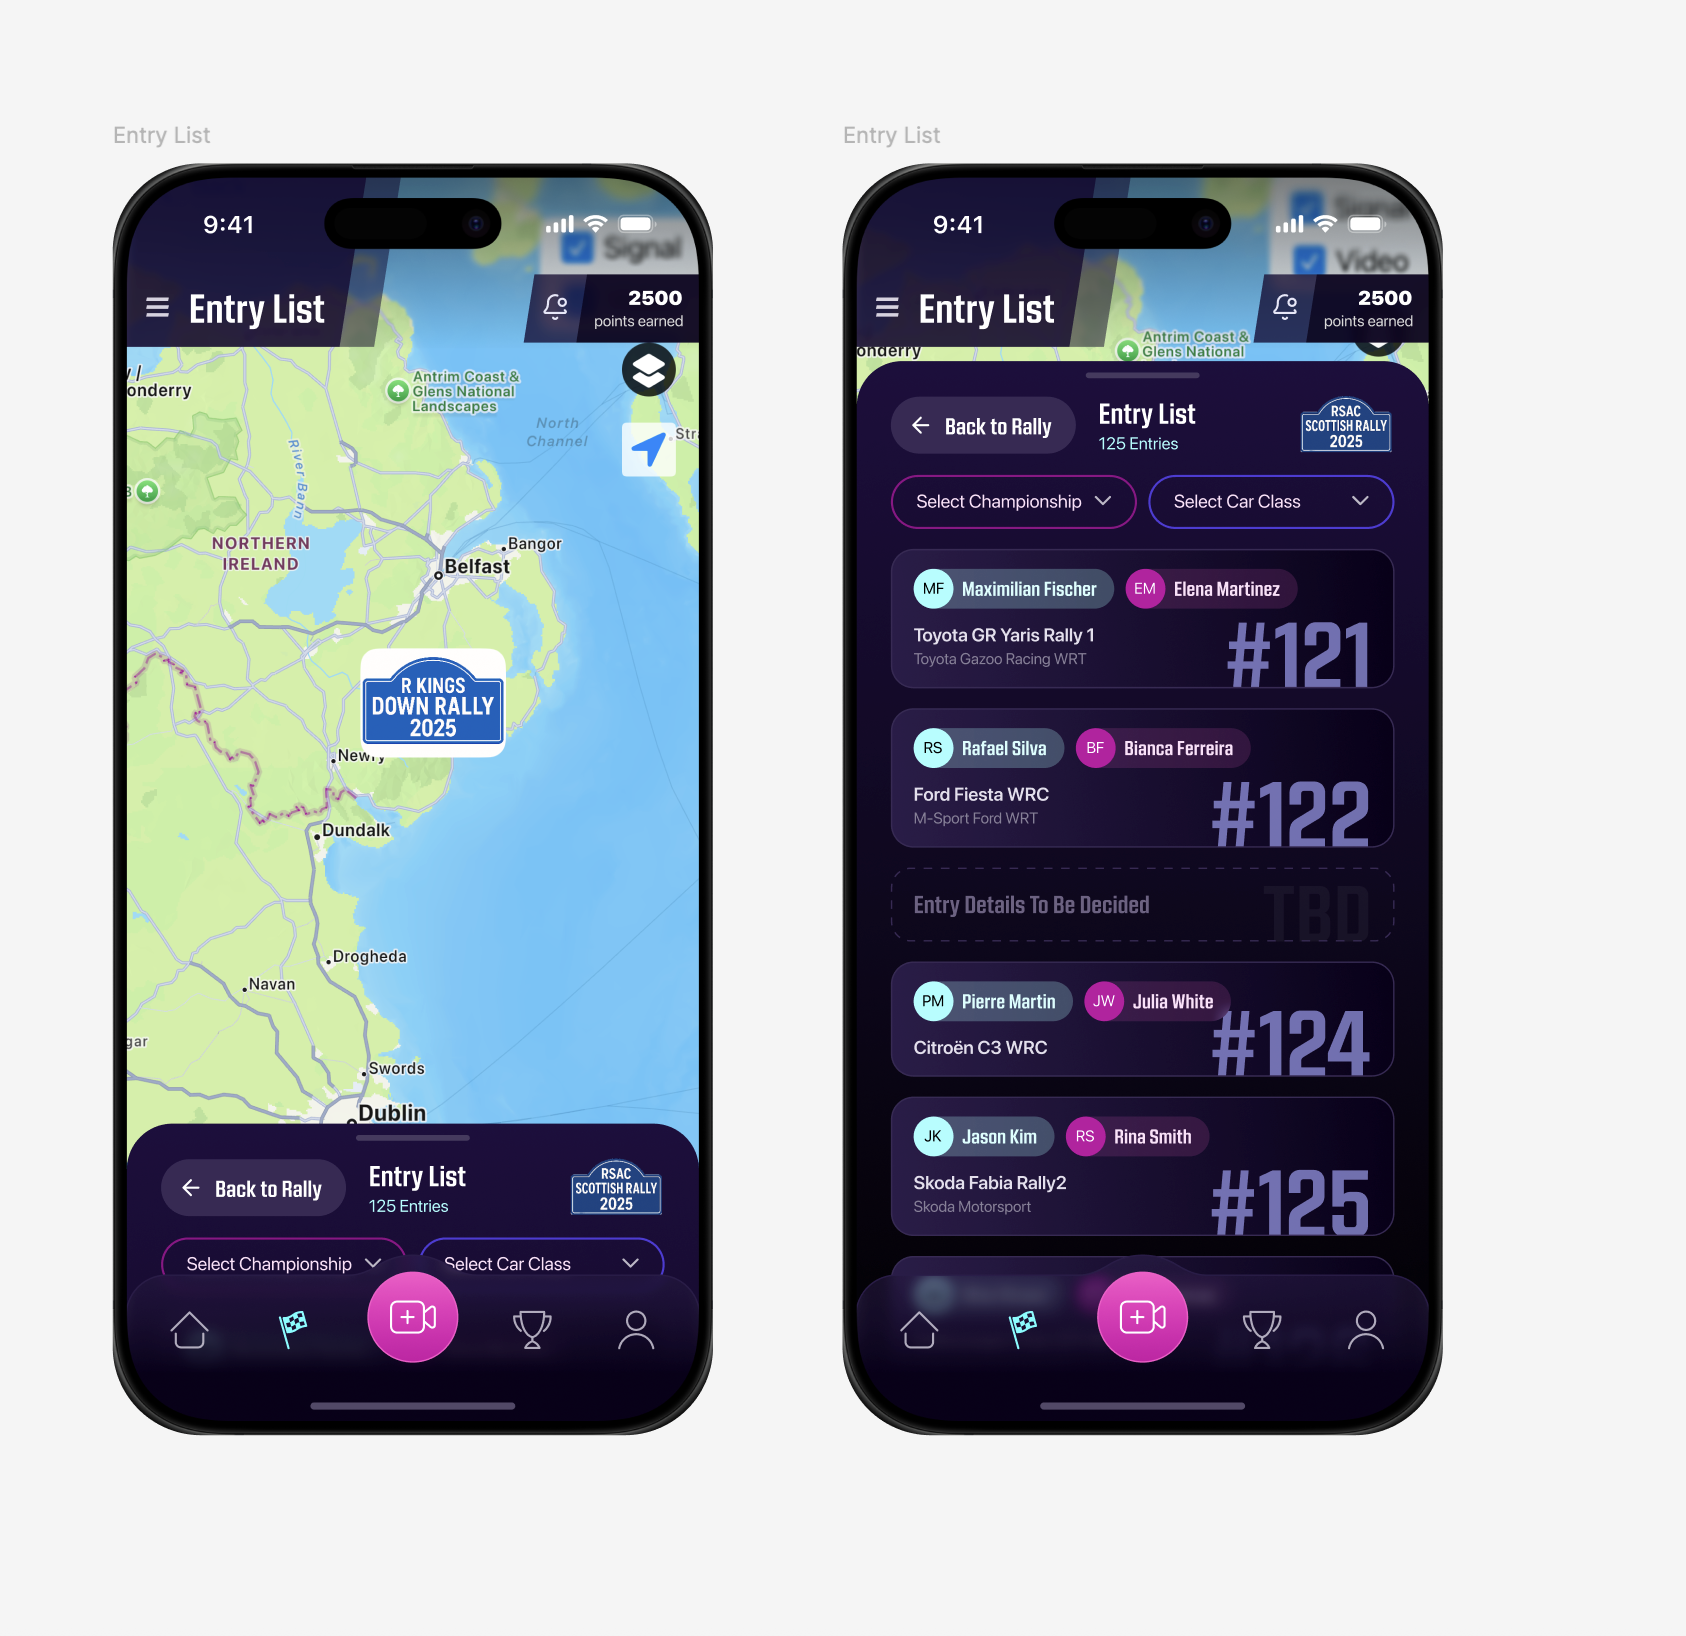 Entry List
9:41
Signal
Entry List
2500
points earned
Antrim Coast &
Glens National
Landscapes
onderry
North
Channel
Stra
River Bann
NORTHERN
IRELAND
Bangor
Belfast
R KINGS
DOWN RALLY
2025
Newry
Dundalk
Drogheda
Navan
gar
Swords
Dublin
Back to Rally
Entry List
125 Entries
RSAC
SCOTTISH RALLY
2025
Select Championship
Select Car Class
Entry List
9:41
Signal
Video
Entry List
2500
points earned
onderry
Antrim Coast &
Glens National
Back to Rally
Entry List
125 Entries
RSAC
SCOTTISH RALLY
2025
Select Championship
Select Car Class
MF Maximilian Fischer
EM Elena Martinez
Toyota GR Yaris Rally 1
Toyota Gazoo Racing WRT
#121
RS Rafael Silva
BF Bianca Ferreira
Ford Fiesta WRC
M-Sport Ford WRT
#122
Entry Details To Be Decided
TBD
PM Pierre Martin
JW Julia White
Citroën C3 WRC
#124
JK Jason Kim
RS Rina Smith
Skoda Fabia Rally2
Skoda Motorsport
#125